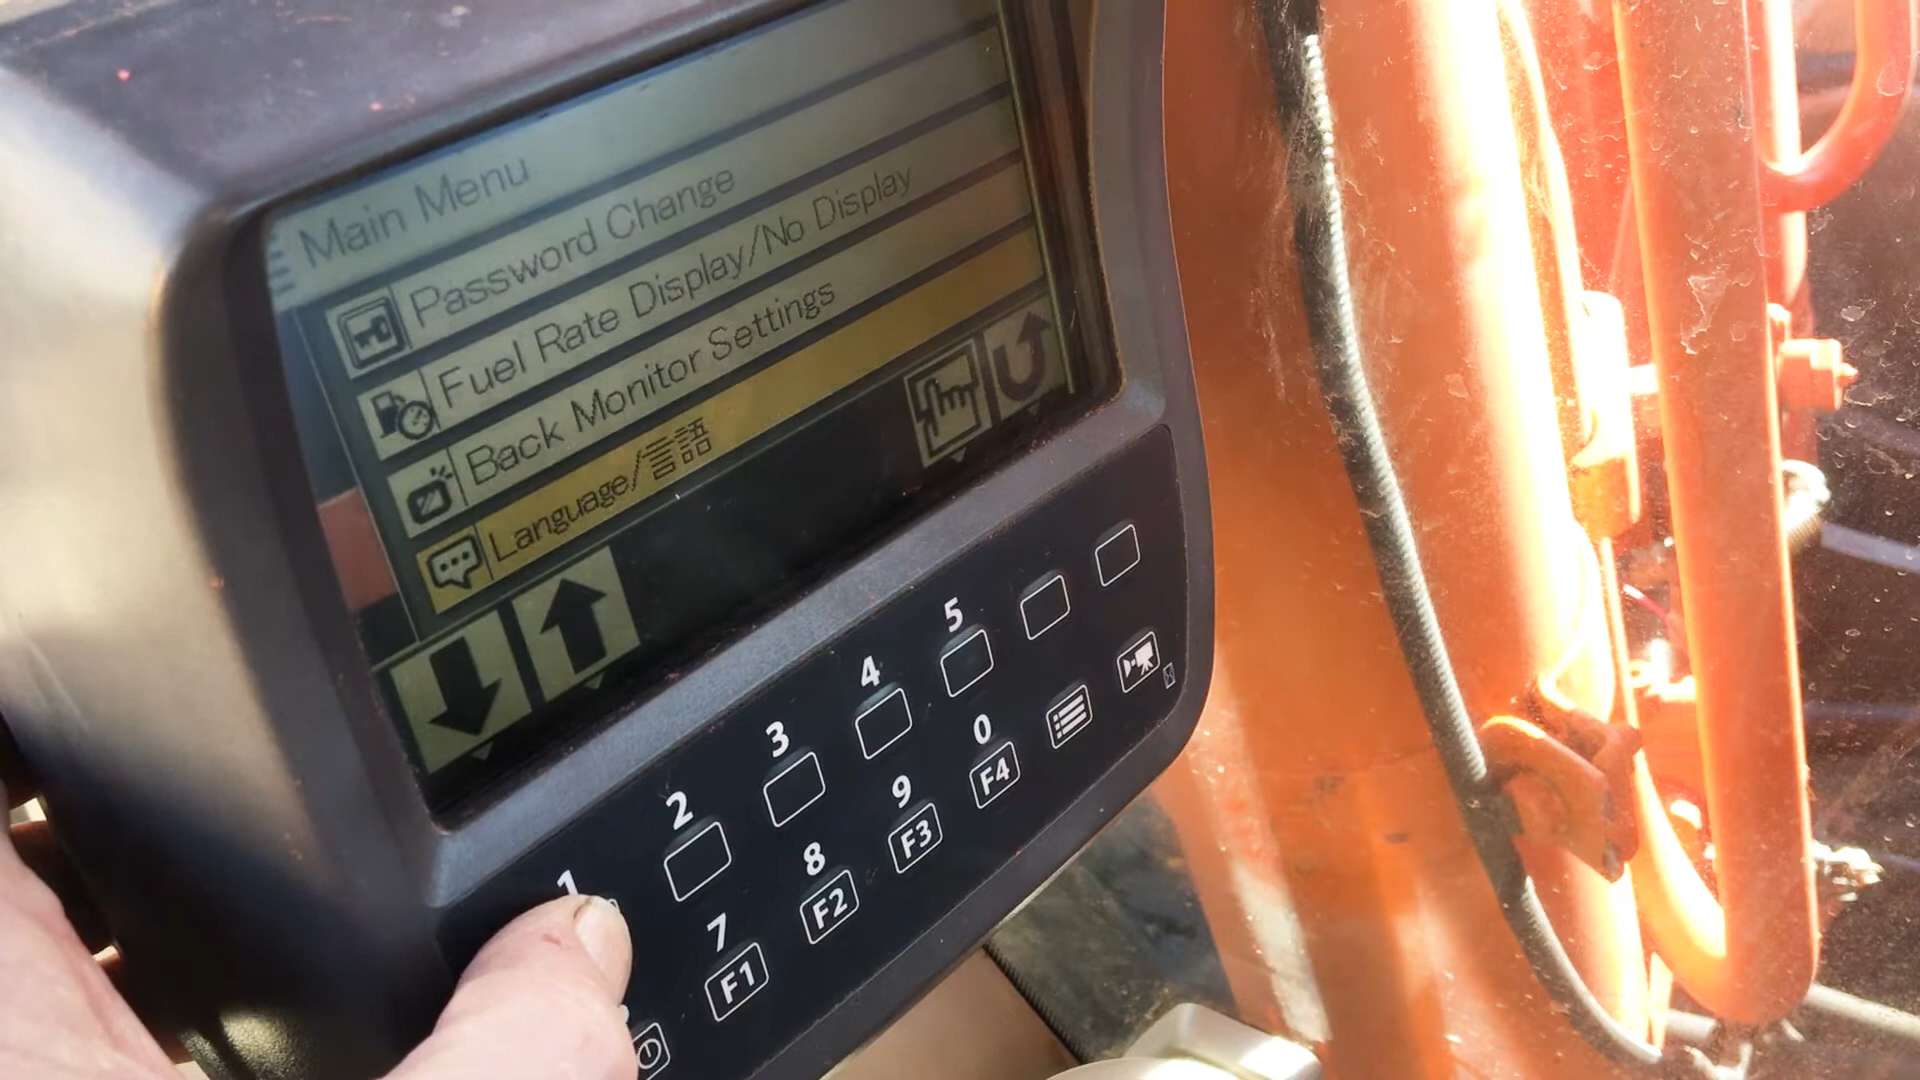 Main Menu
Password Change
Fuel Rate Display/No Display
Back Monitor Settings
Language/言語
1 2 3 4 5
7 8 9 0
F1 F2 F3 F4